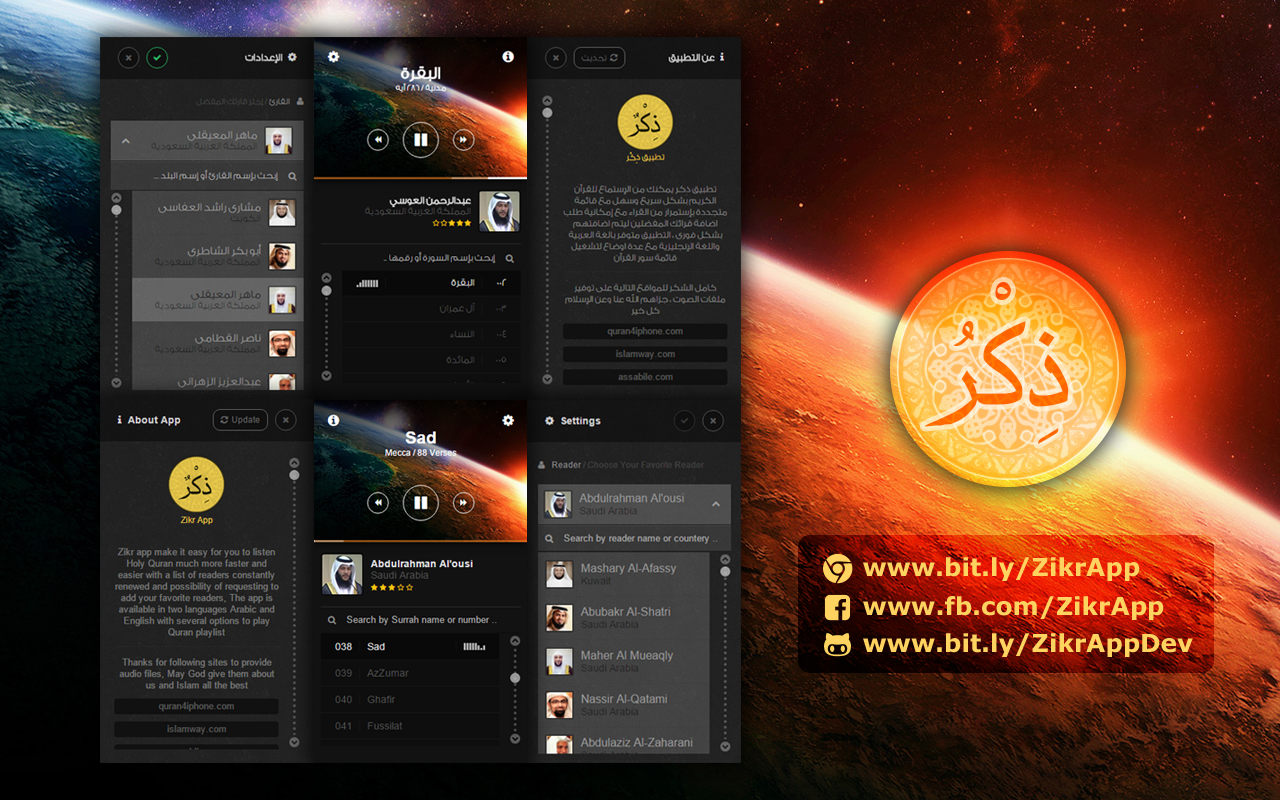 الإعدادات
القارئ / إختر قارئك المفضل
ماهر المعيقلي
المملكة العربية السعودية
إبحث بإسم القارئ أو إسم البلد ..
مشاري راشد العفاسي
الكويت
أبو بكر الشاطري
المملكة العربية السعودية
ماهر المعيقلي
المملكة العربية السعودية
ناصر القطامي
المملكة العربية السعودية
عبدالعزيز الزهراني
البقرة
مدنية / ٢٨٦ آيه
عبدالرحمن العوسي
المملكة العربية السعودية
إبحث بإسم السورة أو رقمها ..
٠٠٢ البقرة
٠٠٣ آل عمران
٠٠٤ النساء
٠٠٥ المائدة
عن التطبيق
تحديث
ذِكْرٌ
تطبيق ذِكْر
تطبيق ذكر يمكنك من الإستماع للقرآن
الكريم بشكل سريع وسهل مع قائمة
متجددة بإستمرار من القراء مع إمكانية طلب
اضافة قرائك المفضلين ليتم اضافتهم
بشكل فوري ، التطبيق متوفر بالغة العربية
واللغة الإنجليزية مع عدة اوضاع لتشغيل
قائمة سور القرآن
كامل الشكر للمواقع التالية على توفير
ملفات الصوت ، جزاهم الله عنا وعن الإسلام
كل خير
quran4iphone.com
islamway.com
assabile.com
About App
Update
ذِكْرٌ
Zikr App
Zikr app make it easy for you to listen
Holy Quran much more faster and
easier with a list of readers constantly
renewed and possibility of requesting to
add your favorite readers, The app is
available in two languages Arabic and
English with several options to play
Quran playlist
Thanks for following sites to provide
audio files, May God give them about
us and Islam all the best
quran4iphone.com
islamway.com
Sad
Mecca / 88 Verses
Abdulrahman Al'ousi
Saudi Arabia
Search by Surrah name or number ..
038 Sad
039 AzZumar
040 Ghafir
041 Fussilat
Settings
Reader / Choose Your Favorite Reader
Abdulrahman Al'ousi
Saudi Arabia
Search by reader name or countery ..
Mashary Al-Afassy
Kuwait
Abubakr Al-Shatri
Saudi Arabia
Maher Al Mueaqly
Saudi Arabia
Nassir Al-Qatami
Saudi Arabia
Abdulaziz Al-Zaharani
ذِكْرُ
www.bit.ly/ZikrApp
www.fb.com/ZikrApp
www.bit.ly/ZikrAppDev